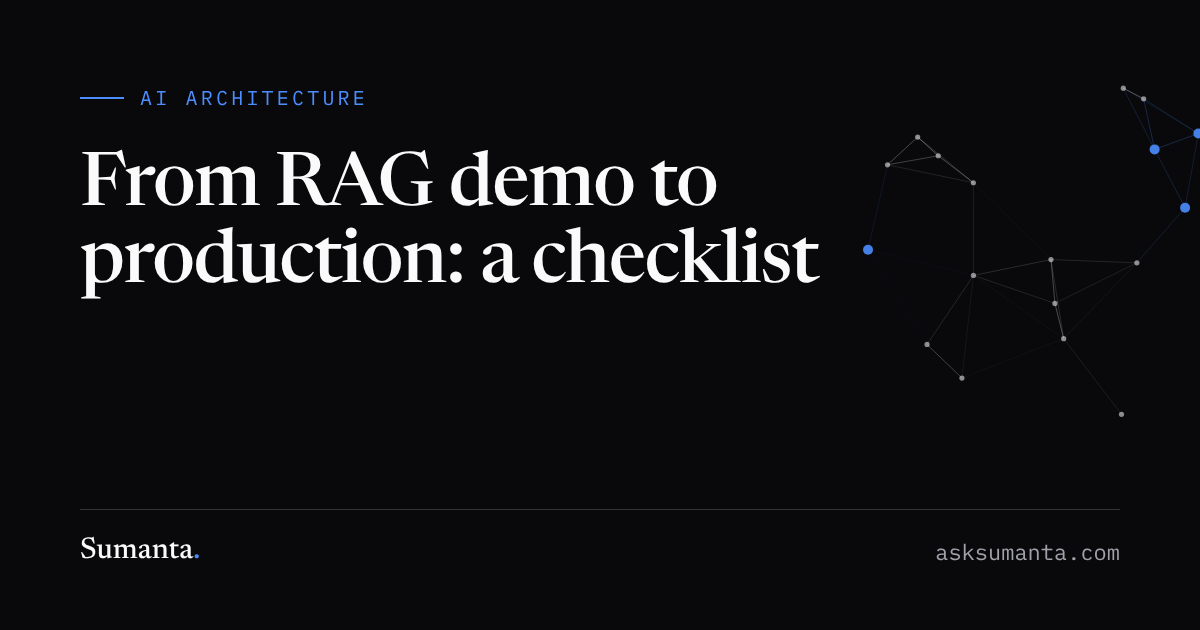 AI ARCHITECTURE
From RAG demo to
production: a checklist
Sumanta.
asksumanta.com